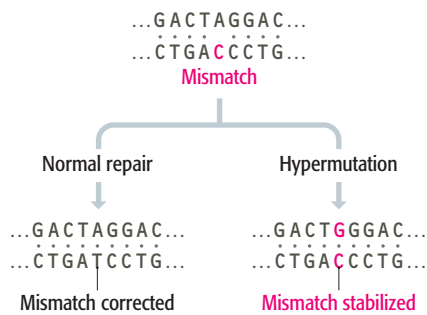 ...GACTAGGAC...
...CTGACCCTG...
Mismatch
Normal repair
Hypermutation
...GACTAGGAC...
...CTGATCCTG...
Mismatch corrected
...GACTGGGAC...
...CTGACCCTG...
Mismatch stabilized